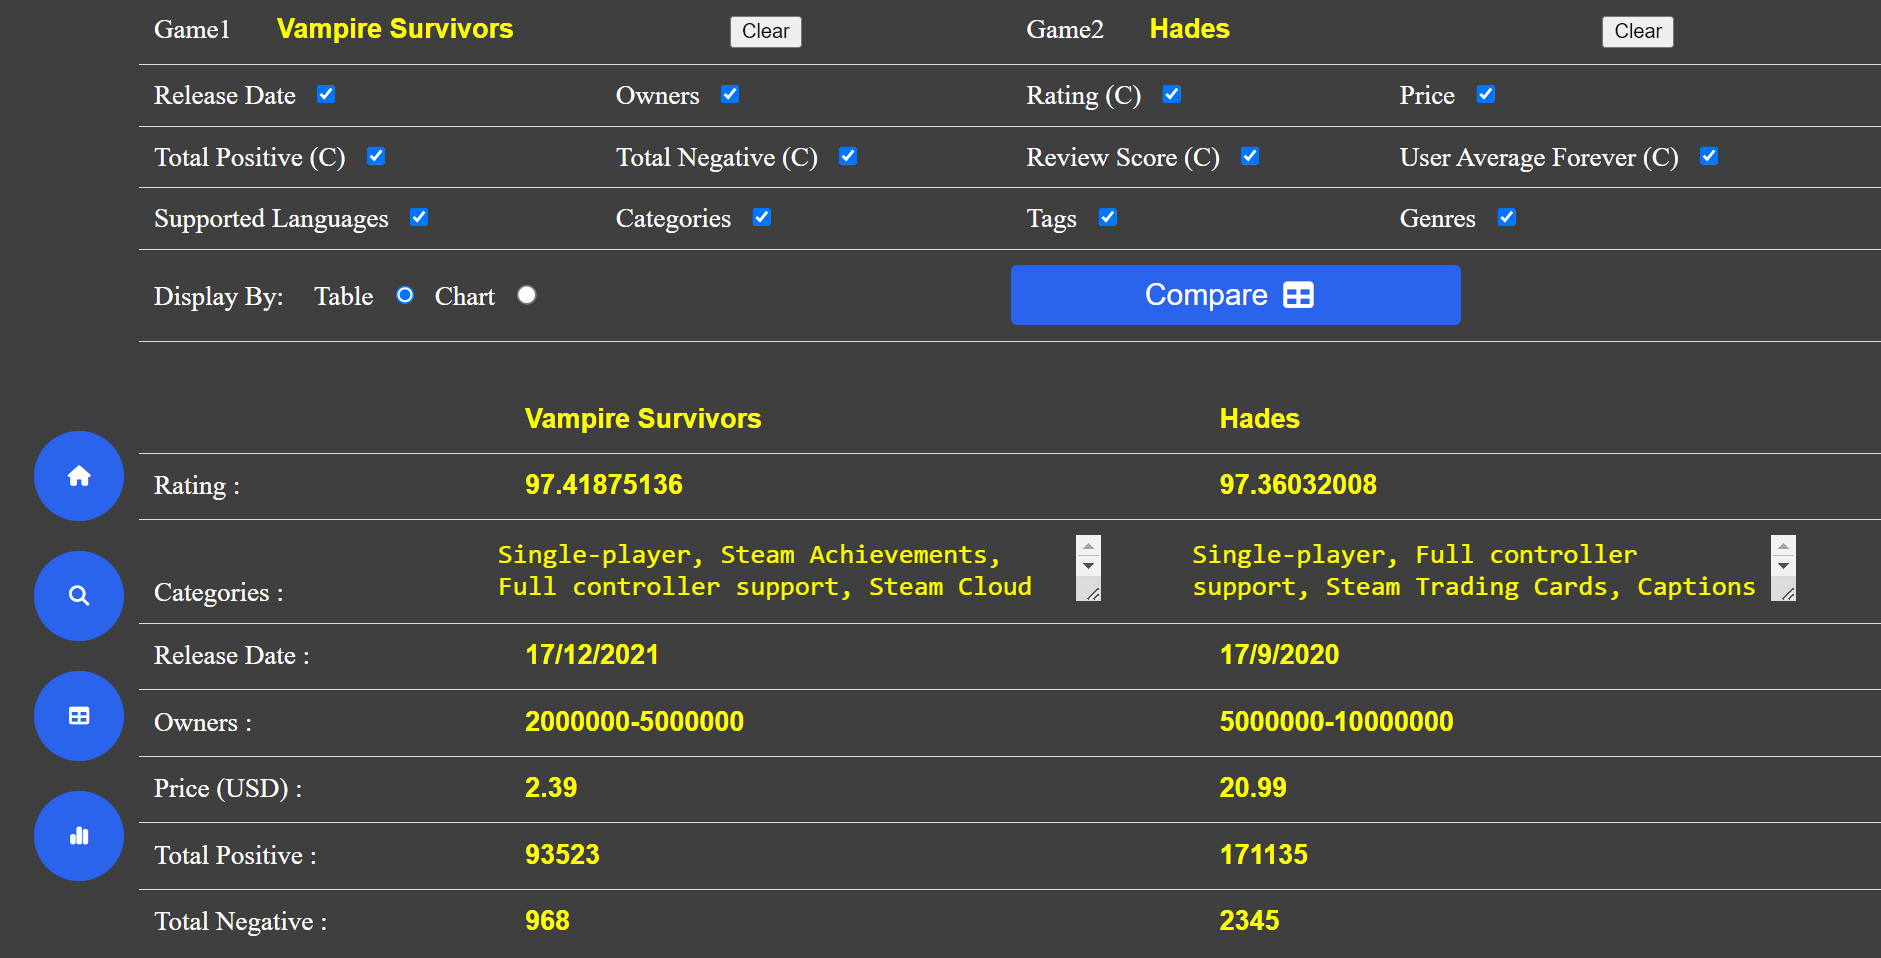 Game1 Vampire Survivors Clear Game2 Hades Clear
Release Date Owners Rating (C) Price
Total Positive (C) Total Negative (C) Review Score (C) User Average Forever (C)
Supported Languages Categories Tags Genres
Display By: Table Chart Compare
Vampire Survivors Hades
Rating : 97.41875136 97.36032008
Single-player, Steam Achievements, Single-player, Full controller
Categories : Full controller support, Steam Cloud support, Steam Trading Cards, Captions
Release Date : 17/12/2021 17/9/2020
Owners : 2000000-5000000 5000000-10000000
Price (USD) : 2.39 20.99
Total Positive : 93523 171135
Total Negative : 968 2345